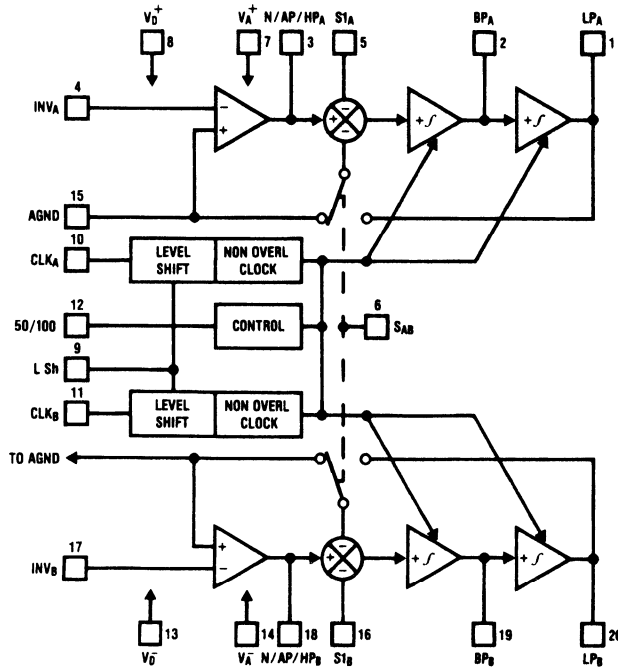 V_D^+ V_A^+ N/AP/HP_A S1_A BP_A LP_A
8 7 3 5 2 1
4
INV_A
− + + − − + ∫ + ∫
15
AGND
10
CLK_A LEVEL SHIFT NON OVERL CLOCK
12 6
50/100 CONTROL S_AB
9
L Sh
11
CLK_B LEVEL SHIFT NON OVERL CLOCK
TO AGND
17
INV_B
+ − + − − + ∫ + ∫
13 14 18 16 19 20
V_D^− V_A^− N/AP/HP_B S1_B BP_B LP_B